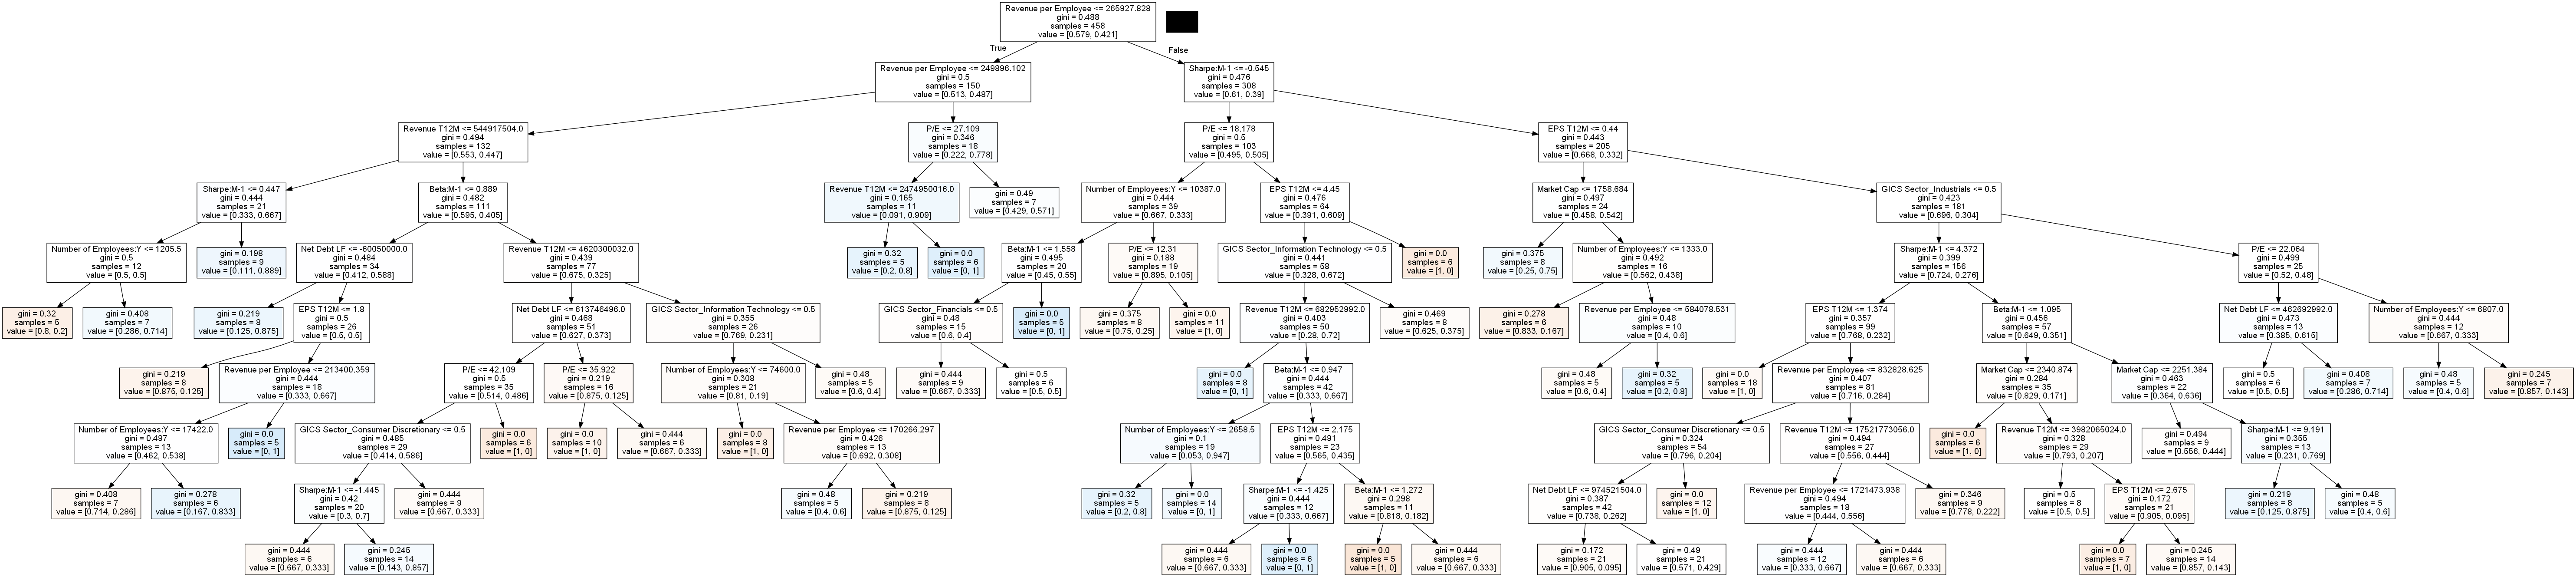 Revenue per Employee <= 265927.828
gini = 0.488
samples = 458
value = [0.579, 0.421]
True
False
Revenue per Employee <= 249896.102
gini = 0.5
samples = 150
value = [0.513, 0.487]
Sharpe:M-1 <= -0.545
gini = 0.476
samples = 308
value = [0.61, 0.39]
Revenue T12M <= 544917504.0
gini = 0.494
samples = 132
value = [0.553, 0.447]
P/E <= 27.109
gini = 0.346
samples = 18
value = [0.222, 0.778]
P/E <= 18.178
gini = 0.5
samples = 103
value = [0.495, 0.505]
EPS T12M <= 0.44
gini = 0.443
samples = 205
value = [0.668, 0.332]
Sharpe:M-1 <= 0.447
gini = 0.444
samples = 21
value = [0.333, 0.667]
Beta:M-1 <= 0.889
gini = 0.482
samples = 111
value = [0.595, 0.405]
Revenue T12M <= 2474950016.0
gini = 0.165
samples = 11
value = [0.091, 0.909]
gini = 0.49
samples = 7
value = [0.429, 0.571]
Number of Employees:Y <= 10387.0
gini = 0.444
samples = 39
value = [0.667, 0.333]
EPS T12M <= 4.45
gini = 0.476
samples = 64
value = [0.391, 0.609]
Market Cap <= 1758.684
gini = 0.497
samples = 24
value = [0.458, 0.542]
GICS Sector_Industrials <= 0.5
gini = 0.423
samples = 181
value = [0.696, 0.304]
Number of Employees:Y <= 1205.5
gini = 0.5
samples = 12
value = [0.5, 0.5]
gini = 0.198
samples = 9
value = [0.111, 0.889]
Net Debt LF <= -60050000.0
gini = 0.484
samples = 34
value = [0.412, 0.588]
Revenue T12M <= 4620300032.0
gini = 0.439
samples = 77
value = [0.675, 0.325]
gini = 0.32
samples = 5
value = [0.2, 0.8]
gini = 0.0
samples = 6
value = [0, 1]
Beta:M-1 <= 1.558
gini = 0.495
samples = 20
value = [0.45, 0.55]
P/E <= 12.31
gini = 0.188
samples = 19
value = [0.895, 0.105]
GICS Sector_Information Technology <= 0.5
gini = 0.441
samples = 58
value = [0.328, 0.672]
gini = 0.0
samples = 6
value = [1, 0]
gini = 0.375
samples = 8
value = [0.25, 0.75]
Number of Employees:Y <= 1333.0
gini = 0.492
samples = 16
value = [0.562, 0.438]
Sharpe:M-1 <= 4.372
gini = 0.399
samples = 156
value = [0.724, 0.276]
P/E <= 22.064
gini = 0.499
samples = 25
value = [0.52, 0.48]
gini = 0.32
samples = 5
value = [0.8, 0.2]
gini = 0.408
samples = 7
value = [0.286, 0.714]
gini = 0.219
samples = 8
value = [0.125, 0.875]
EPS T12M <= 1.8
gini = 0.5
samples = 26
value = [0.5, 0.5]
Net Debt LF <= 613746496.0
gini = 0.468
samples = 51
value = [0.627, 0.373]
GICS Sector_Information Technology <= 0.5
gini = 0.355
samples = 26
value = [0.769, 0.231]
GICS Sector_Financials <= 0.5
gini = 0.48
samples = 15
value = [0.6, 0.4]
gini = 0.0
samples = 5
value = [0, 1]
gini = 0.375
samples = 8
value = [0.75, 0.25]
gini = 0.0
samples = 11
value = [1, 0]
Revenue T12M <= 682952992.0
gini = 0.403
samples = 50
value = [0.28, 0.72]
gini = 0.469
samples = 8
value = [0.625, 0.375]
gini = 0.278
samples = 6
value = [0.833, 0.167]
Revenue per Employee <= 584078.531
gini = 0.48
samples = 10
value = [0.4, 0.6]
EPS T12M <= 1.374
gini = 0.357
samples = 99
value = [0.768, 0.232]
Beta:M-1 <= 1.095
gini = 0.456
samples = 57
value = [0.649, 0.351]
Net Debt LF <= 462692992.0
gini = 0.473
samples = 13
value = [0.385, 0.615]
Number of Employees:Y <= 6807.0
gini = 0.444
samples = 12
value = [0.667, 0.333]
gini = 0.219
samples = 8
value = [0.875, 0.125]
Revenue per Employee <= 213400.359
gini = 0.444
samples = 18
value = [0.333, 0.667]
P/E <= 42.109
gini = 0.5
samples = 35
value = [0.514, 0.486]
P/E <= 35.922
gini = 0.219
samples = 16
value = [0.875, 0.125]
Number of Employees:Y <= 74600.0
gini = 0.308
samples = 21
value = [0.81, 0.19]
gini = 0.48
samples = 5
value = [0.6, 0.4]
gini = 0.444
samples = 9
value = [0.667, 0.333]
gini = 0.5
samples = 6
value = [0.5, 0.5]
gini = 0.0
samples = 8
value = [0, 1]
Beta:M-1 <= 0.947
gini = 0.444
samples = 42
value = [0.333, 0.667]
gini = 0.48
samples = 5
value = [0.6, 0.4]
gini = 0.32
samples = 5
value = [0.2, 0.8]
gini = 0.0
samples = 18
value = [1, 0]
Revenue per Employee <= 832828.625
gini = 0.407
samples = 81
value = [0.716, 0.284]
Market Cap <= 2340.874
gini = 0.284
samples = 35
value = [0.829, 0.171]
Market Cap <= 2251.384
gini = 0.463
samples = 22
value = [0.364, 0.636]
gini = 0.5
samples = 6
value = [0.5, 0.5]
gini = 0.408
samples = 7
value = [0.286, 0.714]
gini = 0.48
samples = 5
value = [0.4, 0.6]
gini = 0.245
samples = 7
value = [0.857, 0.143]
Number of Employees:Y <= 17422.0
gini = 0.497
samples = 13
value = [0.462, 0.538]
gini = 0.0
samples = 5
value = [0, 1]
GICS Sector_Consumer Discretionary <= 0.5
gini = 0.485
samples = 29
value = [0.414, 0.586]
gini = 0.0
samples = 6
value = [1, 0]
gini = 0.0
samples = 10
value = [1, 0]
gini = 0.444
samples = 6
value = [0.667, 0.333]
gini = 0.0
samples = 8
value = [1, 0]
Revenue per Employee <= 170266.297
gini = 0.426
samples = 13
value = [0.692, 0.308]
Number of Employees:Y <= 2658.5
gini = 0.1
samples = 19
value = [0.053, 0.947]
EPS T12M <= 2.175
gini = 0.491
samples = 23
value = [0.565, 0.435]
GICS Sector_Consumer Discretionary <= 0.5
gini = 0.324
samples = 54
value = [0.796, 0.204]
Revenue T12M <= 17521773056.0
gini = 0.494
samples = 27
value = [0.556, 0.444]
gini = 0.0
samples = 6
value = [1, 0]
Revenue T12M <= 3982065024.0
gini = 0.328
samples = 29
value = [0.793, 0.207]
gini = 0.494
samples = 9
value = [0.556, 0.444]
Sharpe:M-1 <= 9.191
gini = 0.355
samples = 13
value = [0.231, 0.769]
gini = 0.408
samples = 7
value = [0.714, 0.286]
gini = 0.278
samples = 6
value = [0.167, 0.833]
Sharpe:M-1 <= -1.445
gini = 0.42
samples = 20
value = [0.3, 0.7]
gini = 0.444
samples = 9
value = [0.667, 0.333]
gini = 0.48
samples = 5
value = [0.4, 0.6]
gini = 0.219
samples = 8
value = [0.875, 0.125]
gini = 0.32
samples = 5
value = [0.2, 0.8]
gini = 0.0
samples = 14
value = [0, 1]
Sharpe:M-1 <= -1.425
gini = 0.444
samples = 12
value = [0.333, 0.667]
Beta:M-1 <= 1.272
gini = 0.298
samples = 11
value = [0.818, 0.182]
Net Debt LF <= 974521504.0
gini = 0.387
samples = 42
value = [0.738, 0.262]
gini = 0.0
samples = 12
value = [1, 0]
Revenue per Employee <= 1721473.938
gini = 0.494
samples = 18
value = [0.444, 0.556]
gini = 0.346
samples = 9
value = [0.778, 0.222]
gini = 0.5
samples = 8
value = [0.5, 0.5]
EPS T12M <= 2.675
gini = 0.172
samples = 21
value = [0.905, 0.095]
gini = 0.219
samples = 8
value = [0.125, 0.875]
gini = 0.48
samples = 5
value = [0.4, 0.6]
gini = 0.444
samples = 6
value = [0.667, 0.333]
gini = 0.245
samples = 14
value = [0.143, 0.857]
gini = 0.444
samples = 6
value = [0.667, 0.333]
gini = 0.0
samples = 6
value = [0, 1]
gini = 0.0
samples = 5
value = [1, 0]
gini = 0.444
samples = 6
value = [0.667, 0.333]
gini = 0.172
samples = 21
value = [0.905, 0.095]
gini = 0.49
samples = 21
value = [0.571, 0.429]
gini = 0.444
samples = 12
value = [0.333, 0.667]
gini = 0.444
samples = 6
value = [0.667, 0.333]
gini = 0.0
samples = 7
value = [1, 0]
gini = 0.245
samples = 14
value = [0.857, 0.143]